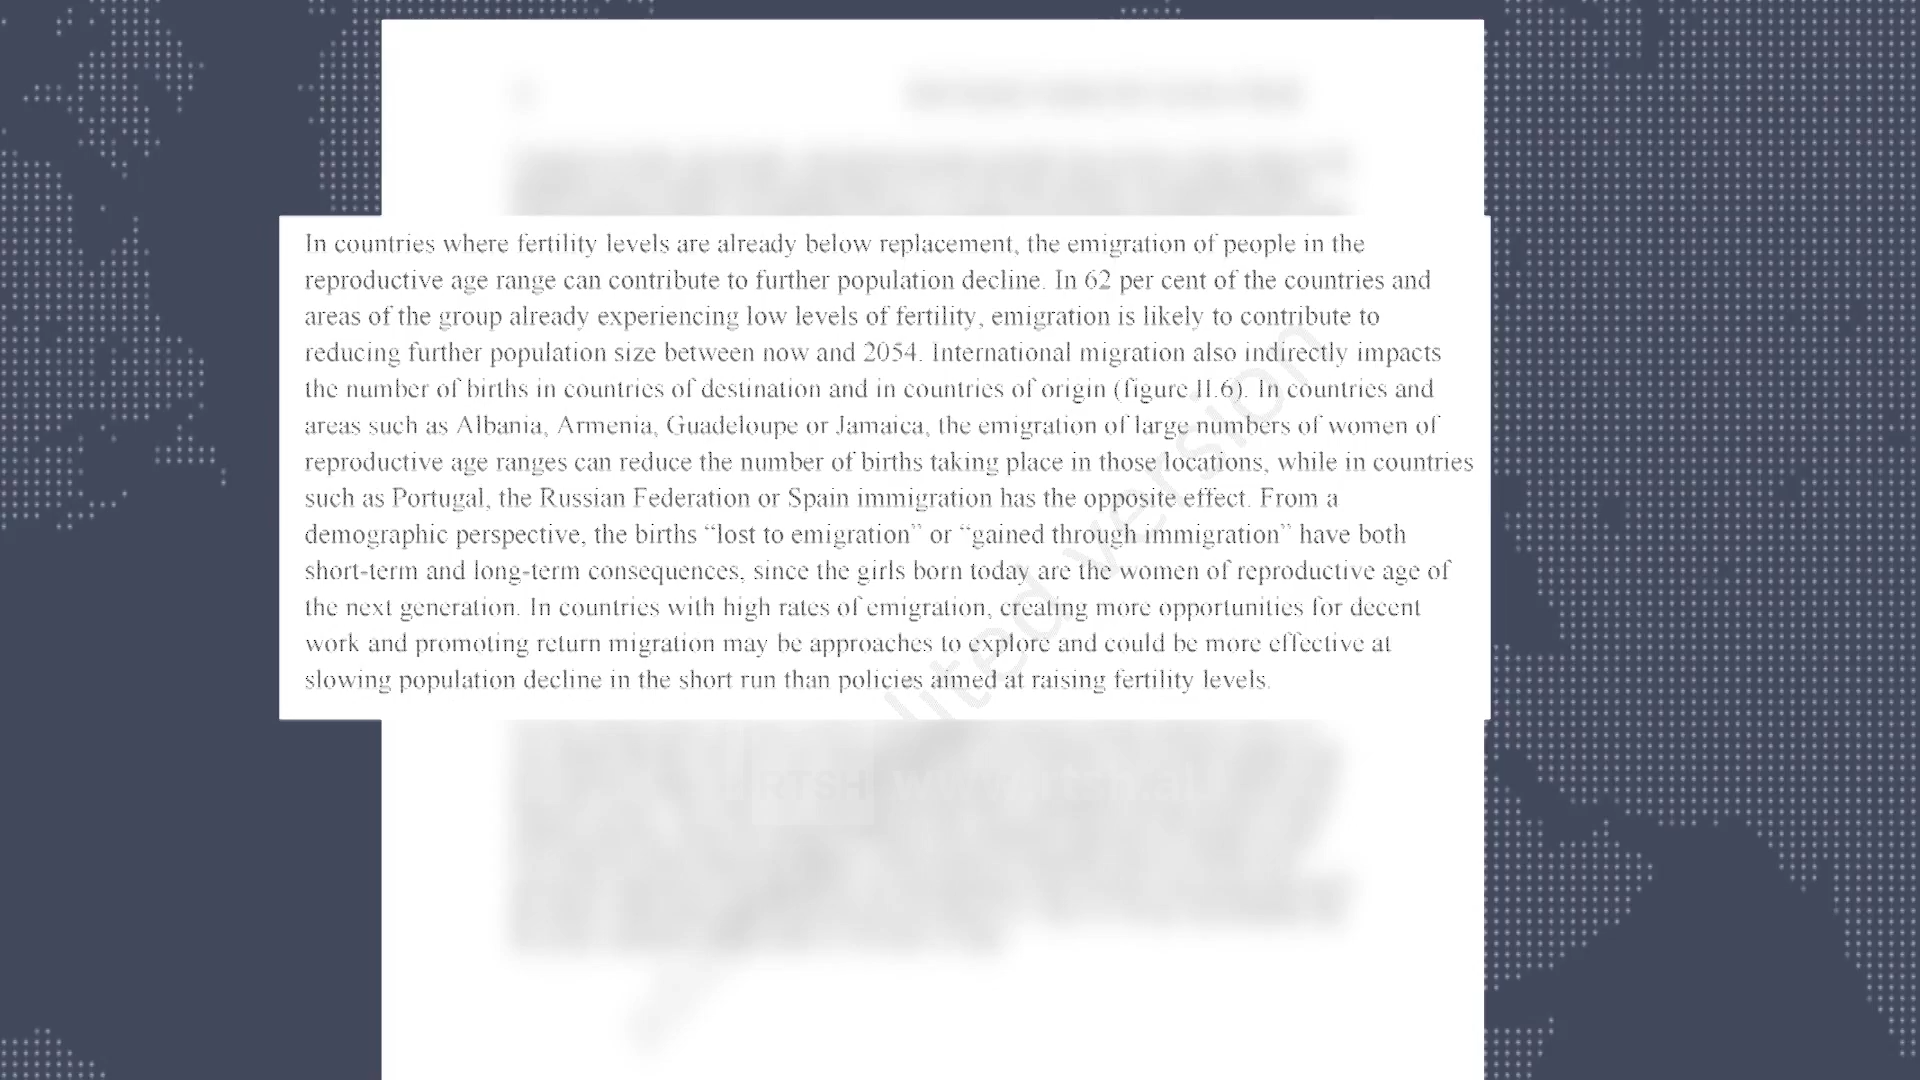 In countries where fertility levels are already below replacement, the emigration of people in the
reproductive age range can contribute to further population decline. In 62 per cent of the countries and
areas of the group already experiencing low levels of fertility, emigration is likely to contribute to
reducing further population size between now and 2054. International migration also indirectly impacts
the number of births in countries of destination and in countries of origin (figure II.6). In countries and
areas such as Albania, Armenia, Guadeloupe or Jamaica, the emigration of large numbers of women of
reproductive age ranges can reduce the number of births taking place in those locations, while in countries
such as Portugal, the Russian Federation or Spain immigration has the opposite effect. From a
demographic perspective, the births “lost to emigration” or “gained through immigration” have both
short-term and long-term consequences, since the girls born today are the women of reproductive age of
the next generation. In countries with high rates of emigration, creating more opportunities for decent
work and promoting return migration may be approaches to explore and could be more effective at
slowing population decline in the short run than policies aimed at raising fertility levels.
lited version
RTSH www.rtsh.al